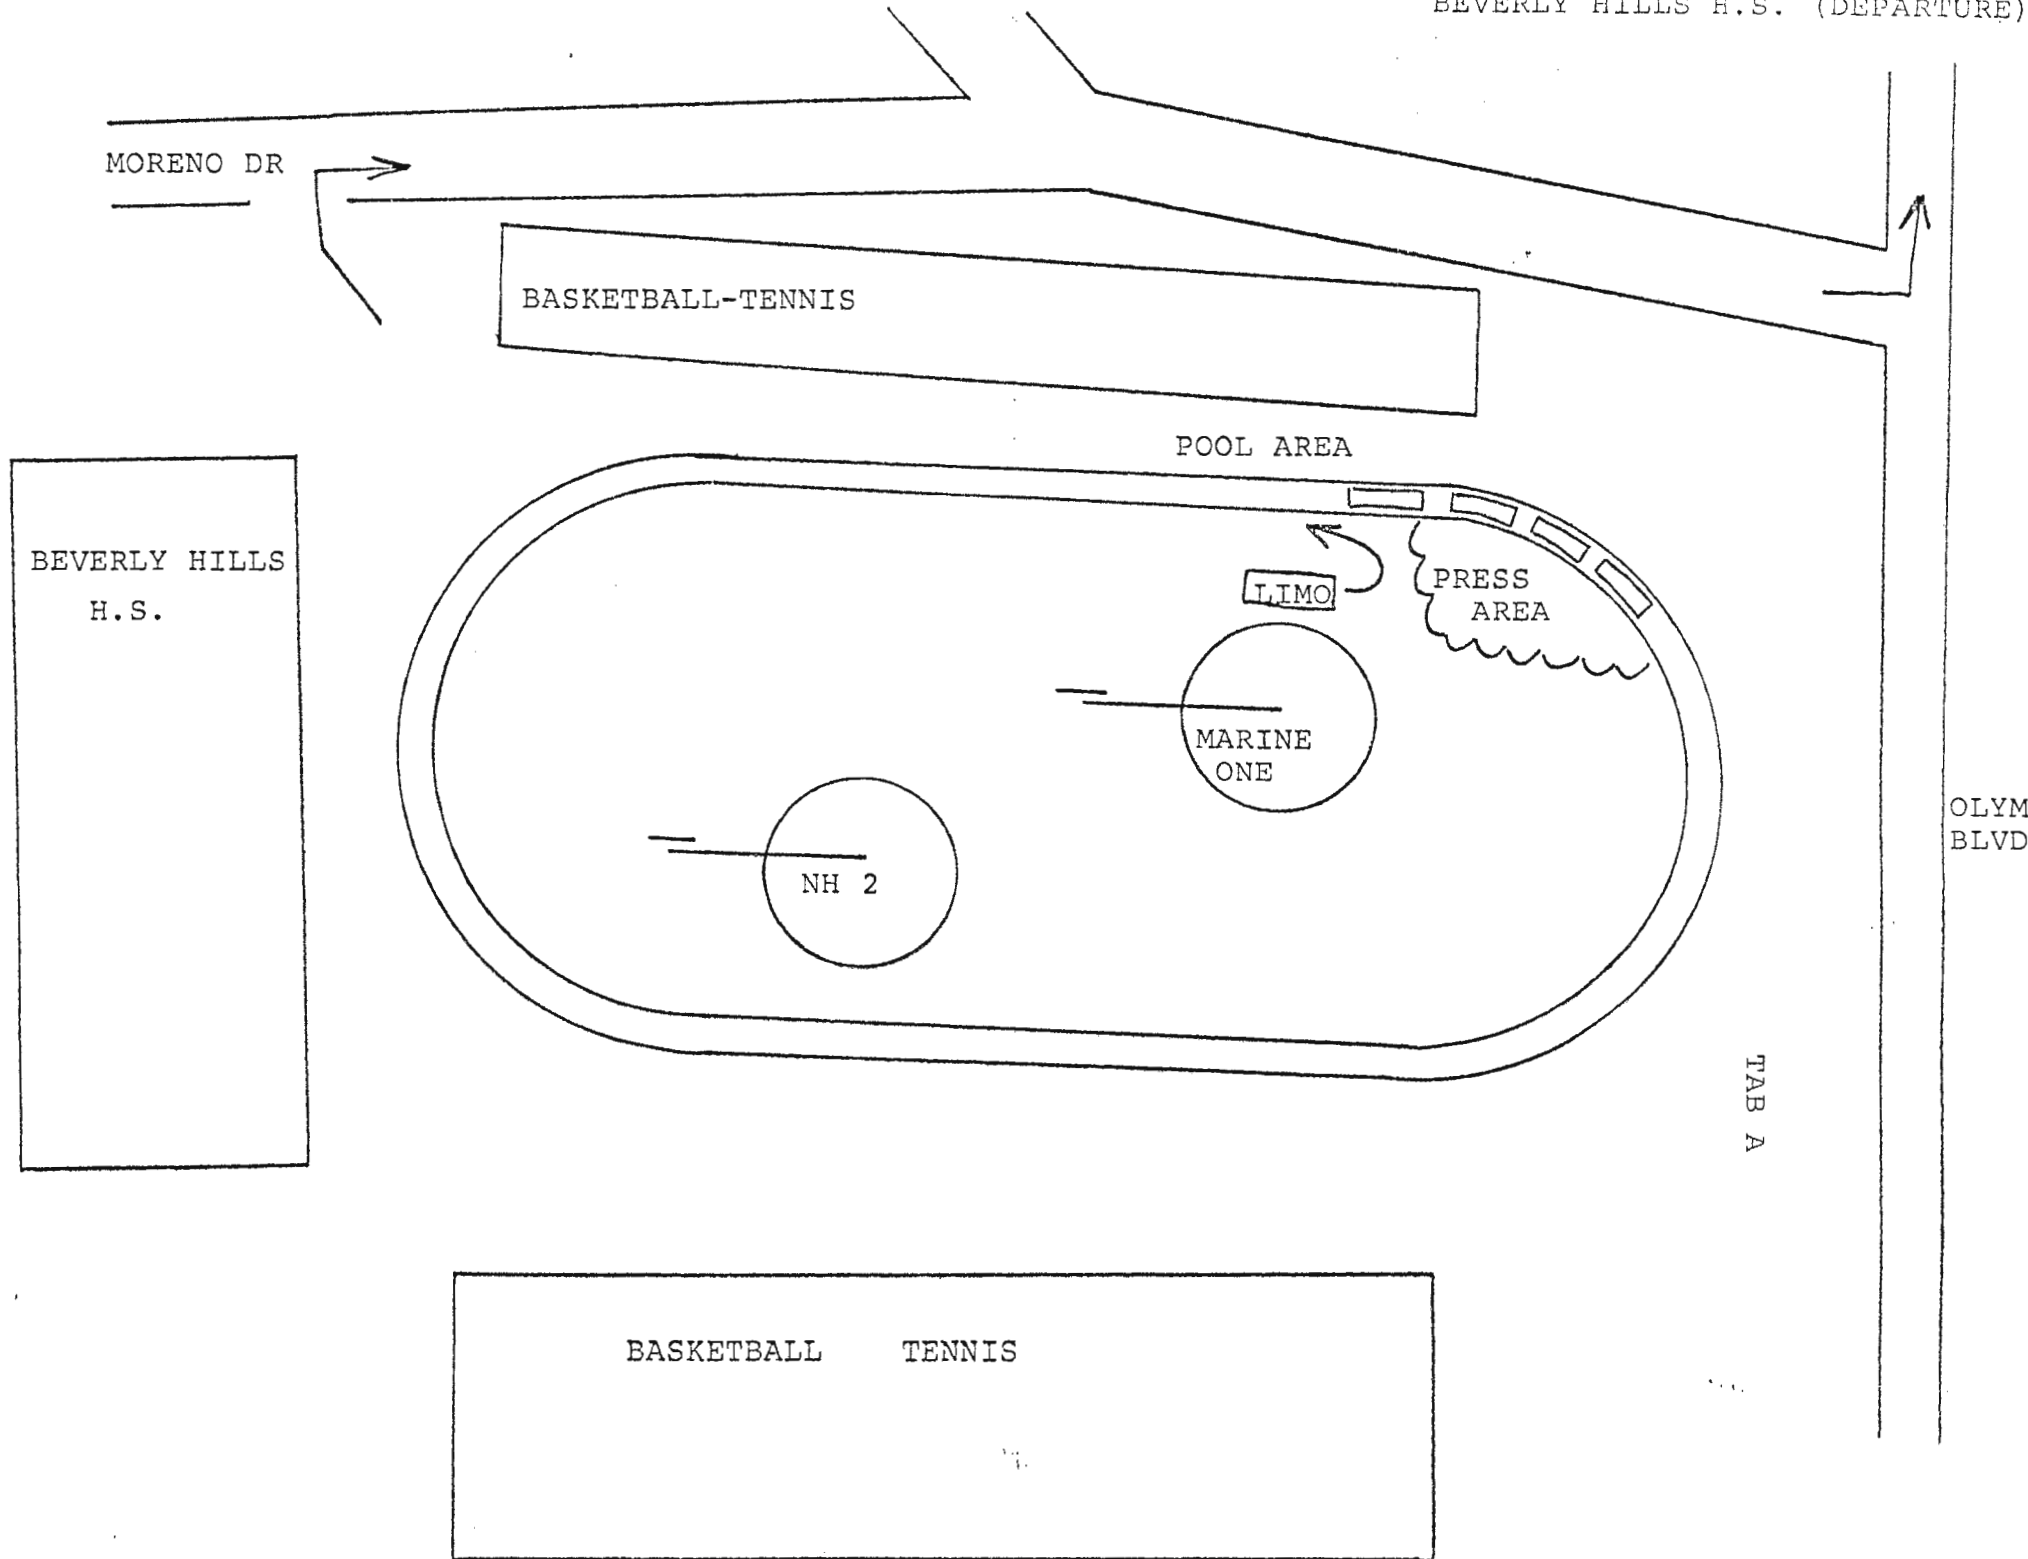 BEVERLY HILLS H.S. (DEPARTURE)
MORENO DR
BASKETBALL-TENNIS
POOL AREA
BEVERLY HILLS
H.S.
LIMO
PRESS
AREA
MARINE
ONE
NH 2
OLYM
BLVD
TAB A
BASKETBALL TENNIS